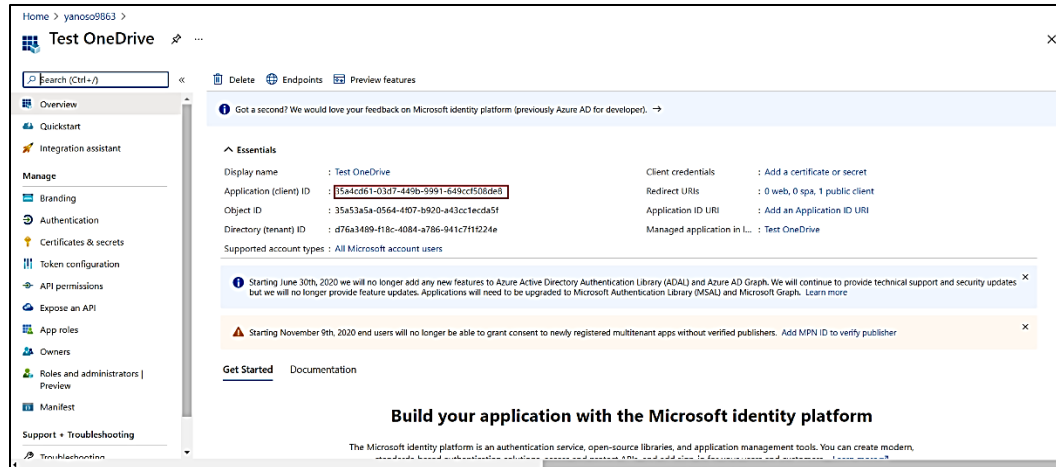 Home > yanoso9863 >
Test OneDrive
Search (Ctrl+/)
Overview
Quickstart
Integration assistant
Manage
Branding
Authentication
Certificates & secrets
Token configuration
API permissions
Expose an API
App roles
Owners
Roles and administrators |
Preview
Manifest
Support + Troubleshooting
Troubleshooting
Delete Endpoints Preview features
Got a second? We would love your feedback on Microsoft identity platform (previously Azure AD for developer). →
Essentials
Display name : Test OneDrive
Application (client) ID : 35a4cd61-03d7-449b-9991-649ccf508de8
Object ID : 35a53a5a-0564-4f07-b920-a43cc1ecda5f
Directory (tenant) ID : d76a3489-f18c-4084-a786-941c7f1f224e
Supported account types : All Microsoft account users
Client credentials : Add a certificate or secret
Redirect URIs : 0 web, 0 spa, 1 public client
Application ID URI : Add an Application ID URI
Managed application in l... : Test OneDrive
Starting June 30th, 2020 we will no longer add any new features to Azure Active Directory Authentication Library (ADAL) and Azure AD Graph. We will continue to provide technical support and security updates
but we will no longer provide feature updates. Applications will need to be upgraded to Microsoft Authentication Library (MSAL) and Microsoft Graph. Learn more
Starting November 9th, 2020 end users will no longer be able to grant consent to newly registered multitenant apps without verified publishers. Add MPN ID to verify publisher
Get Started Documentation
Build your application with the Microsoft identity platform
The Microsoft identity platform is an authentication service, open-source libraries, and application management tools. You can create modern,